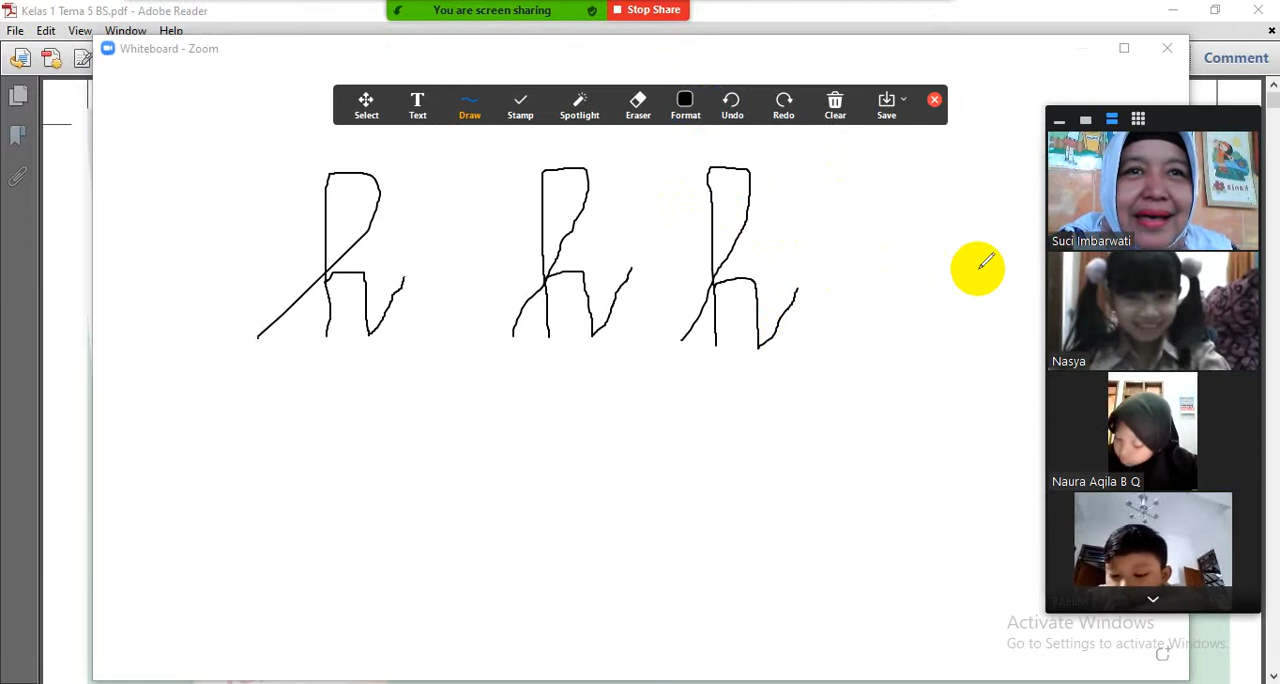 Kelas 1 Tema 5 BS.pdf - Adobe Reader
You are screen sharing Stop Share
File Edit View Window Help
Whiteboard - Zoom
Comment
Select Text Draw Stamp Spotlight Eraser Format Undo Redo Clear Save
h h h
Suci Imbarwati
Nasya
Naura Aqila B Q
Activate Windows
Go to Settings to activate Windows.